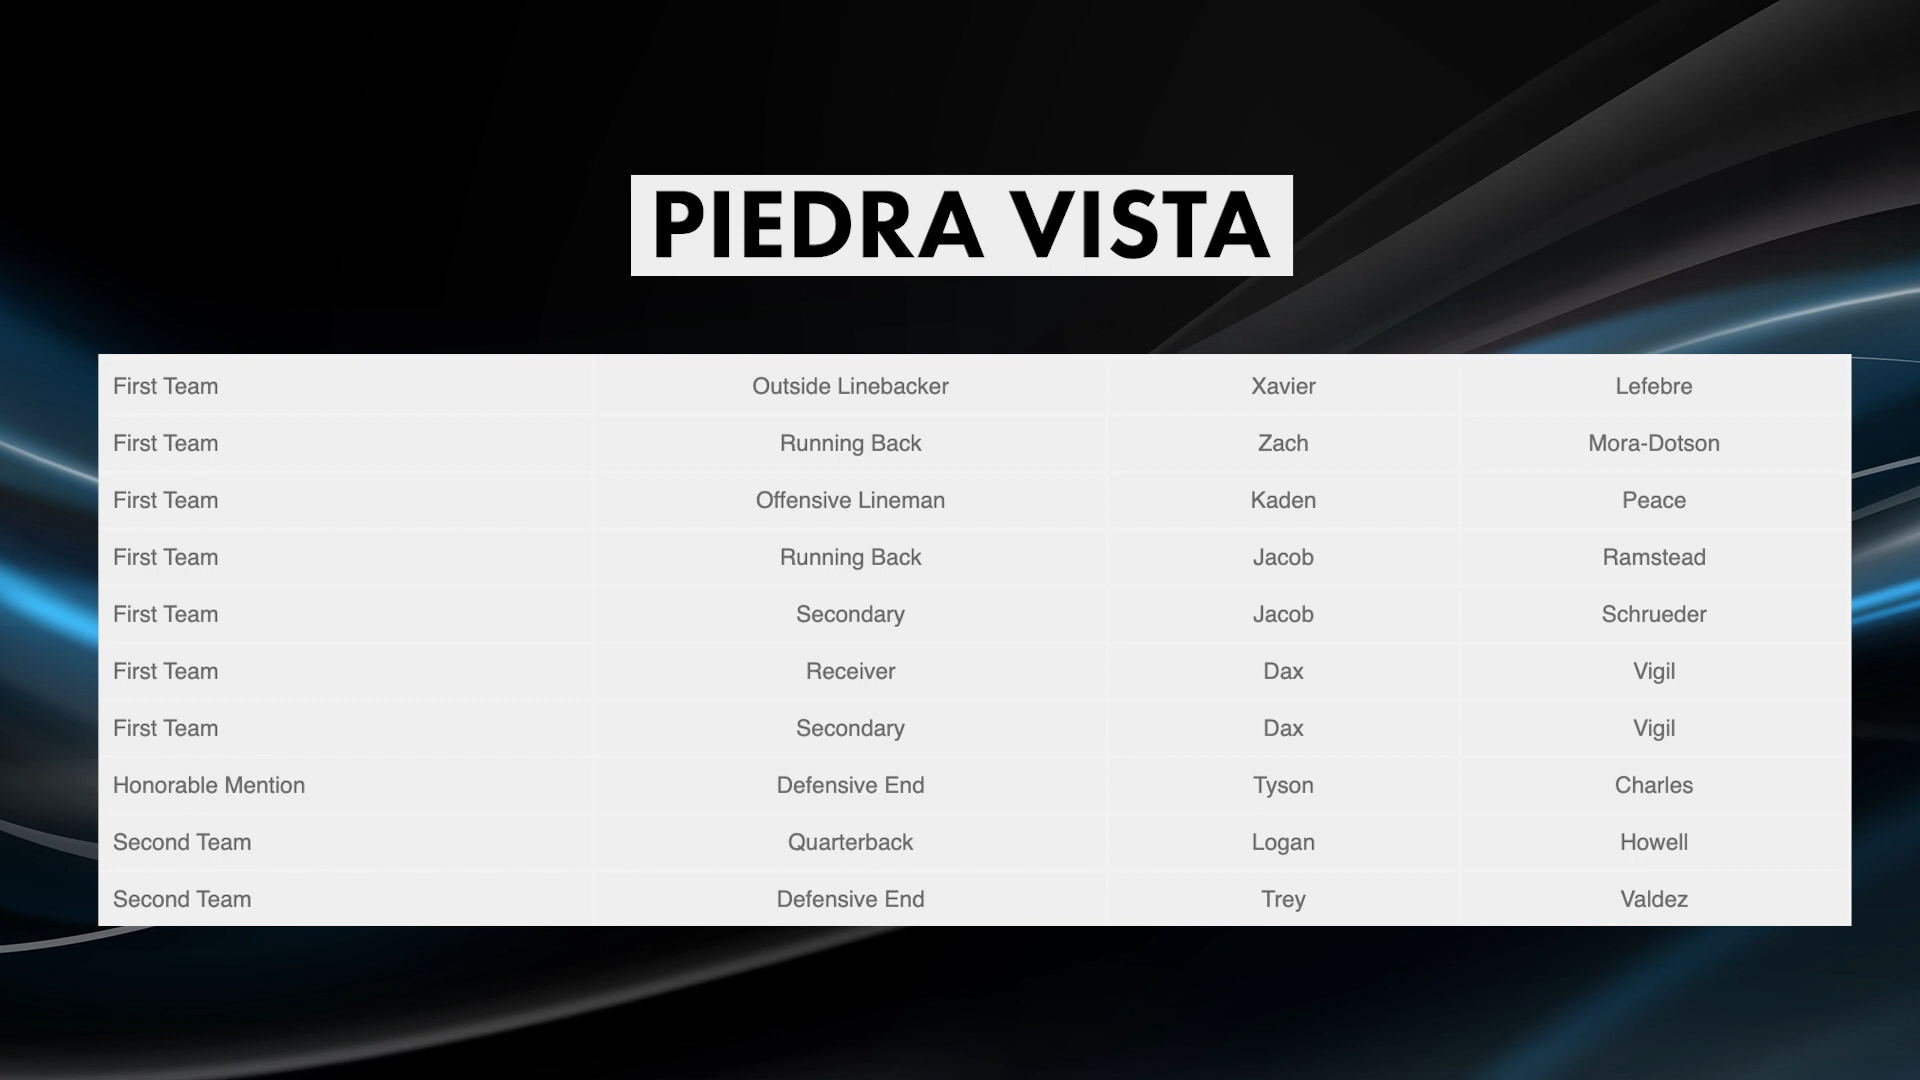 PIEDRA VISTA
First Team Outside Linebacker Xavier Lefebre
First Team Running Back Zach Mora-Dotson
First Team Offensive Lineman Kaden Peace
First Team Running Back Jacob Ramstead
First Team Secondary Jacob Schrueder
First Team Receiver Dax Vigil
First Team Secondary Dax Vigil
Honorable Mention Defensive End Tyson Charles
Second Team Quarterback Logan Howell
Second Team Defensive End Trey Valdez